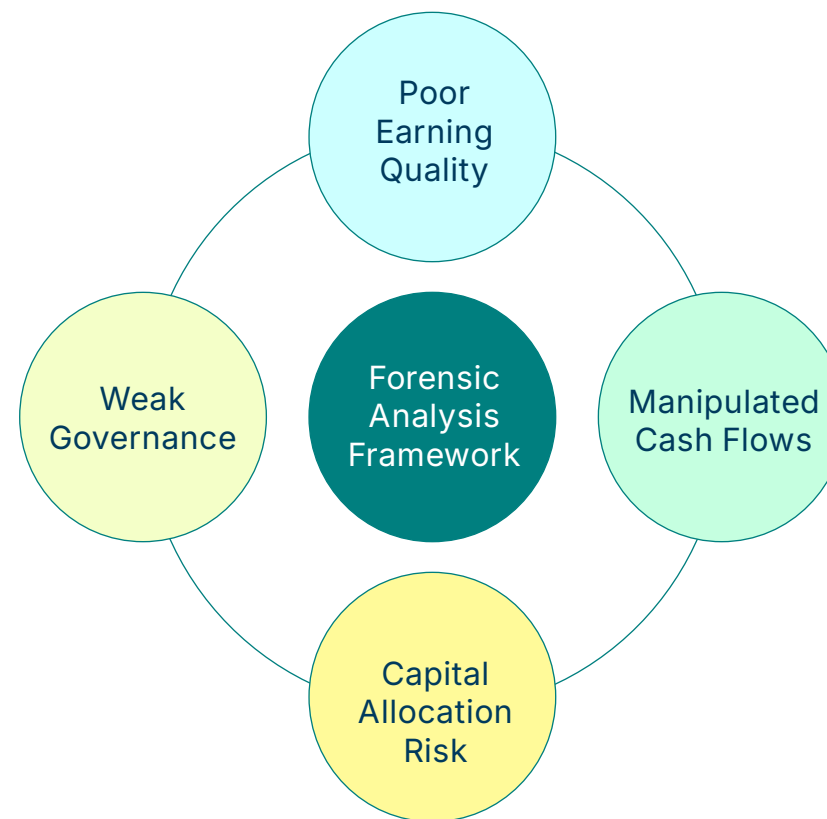 Poor
Earning
Quality
Weak
Governance
Forensic
Analysis
Framework
Manipulated
Cash Flows
Capital
Allocation
Risk